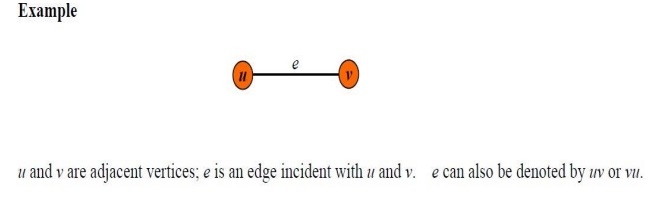 Example
e
u
v
u and v are adjacent vertices; e is an edge incident with u and v. e can also be denoted by uv or vu.